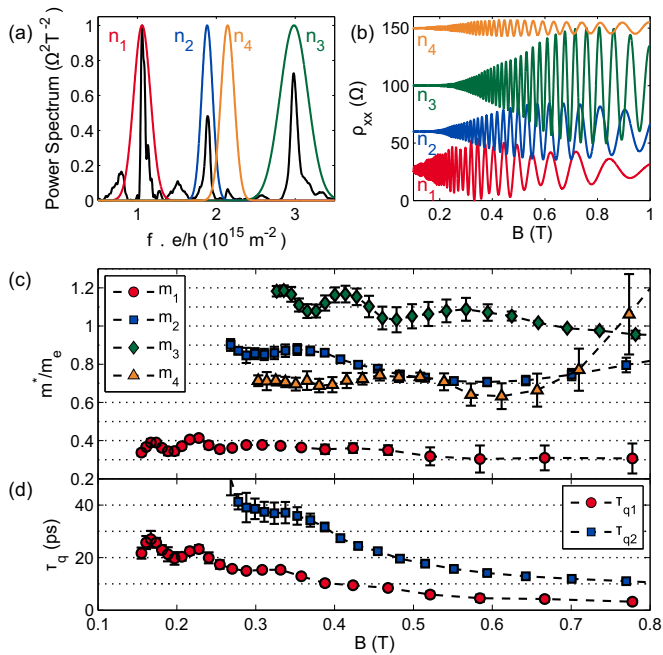 (a)
n1
n2
n4
n3
Power Spectrum (Ω²T⁻²)
1
0.8
0.6
0.4
0.2
0
1
2
3
f . e/h (10¹⁵ m⁻²)
(b)
n4
n3
n2
n1
ρxx (Ω)
150
100
50
0
0.2
0.4
0.6
0.8
1
B (T)
(c)
m1
m2
m3
m4
m*/me
1.2
1
0.8
0.6
0.4
0.2
(d)
τq1
τq2
τq (ps)
40
20
0
0.1
0.2
0.3
0.4
0.5
0.6
0.7
0.8
B (T)